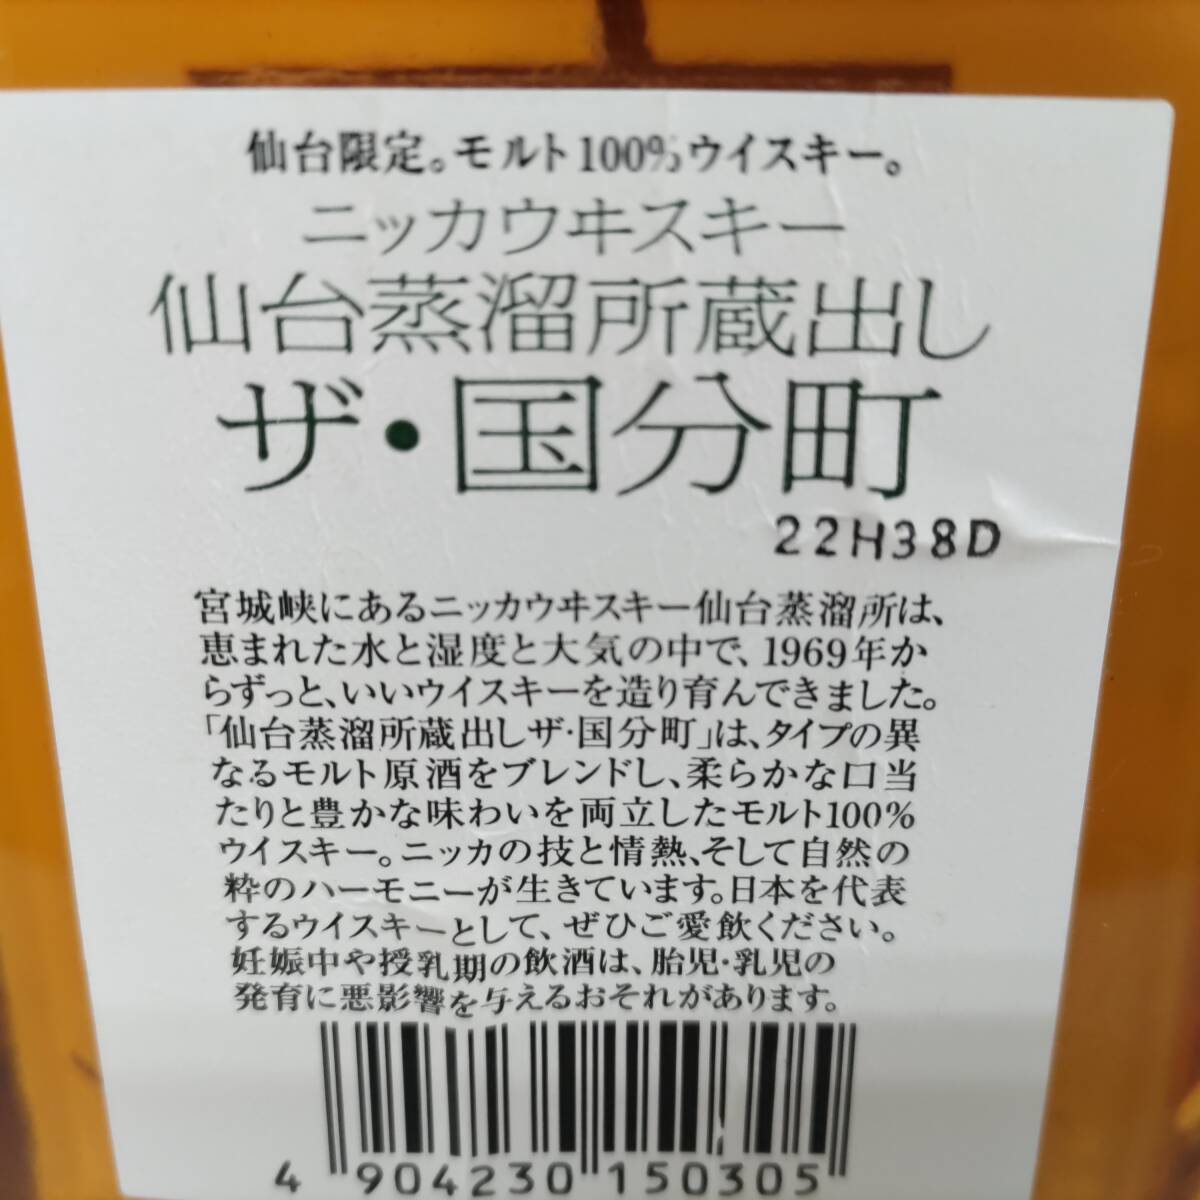 仙台限定。モルト100%ウイスキー。
ニッカウヰスキー
仙台蒸溜所蔵出し
ザ・国分町
22H38D
宮城峡にあるニッカウヰスキー仙台蒸溜所は、
恵まれた水と湿度と大気の中で、1969年か
らずっと、いいウイスキーを造り育んできました。
「仙台蒸溜所蔵出しザ・国分町」は、タイプの異
なるモルト原酒をブレンドし、柔らかな口当
たりと豊かな味わいを両立したモルト100%
ウイスキー。ニッカの技と情熱、そして自然の
粋のハーモニーが生きています。日本を代表
するウイスキーとして、ぜひご愛飲ください。
妊娠中や授乳期の飲酒は、胎児・乳児の
発育に悪影響を与えるおそれがあります。
4 904230 150305